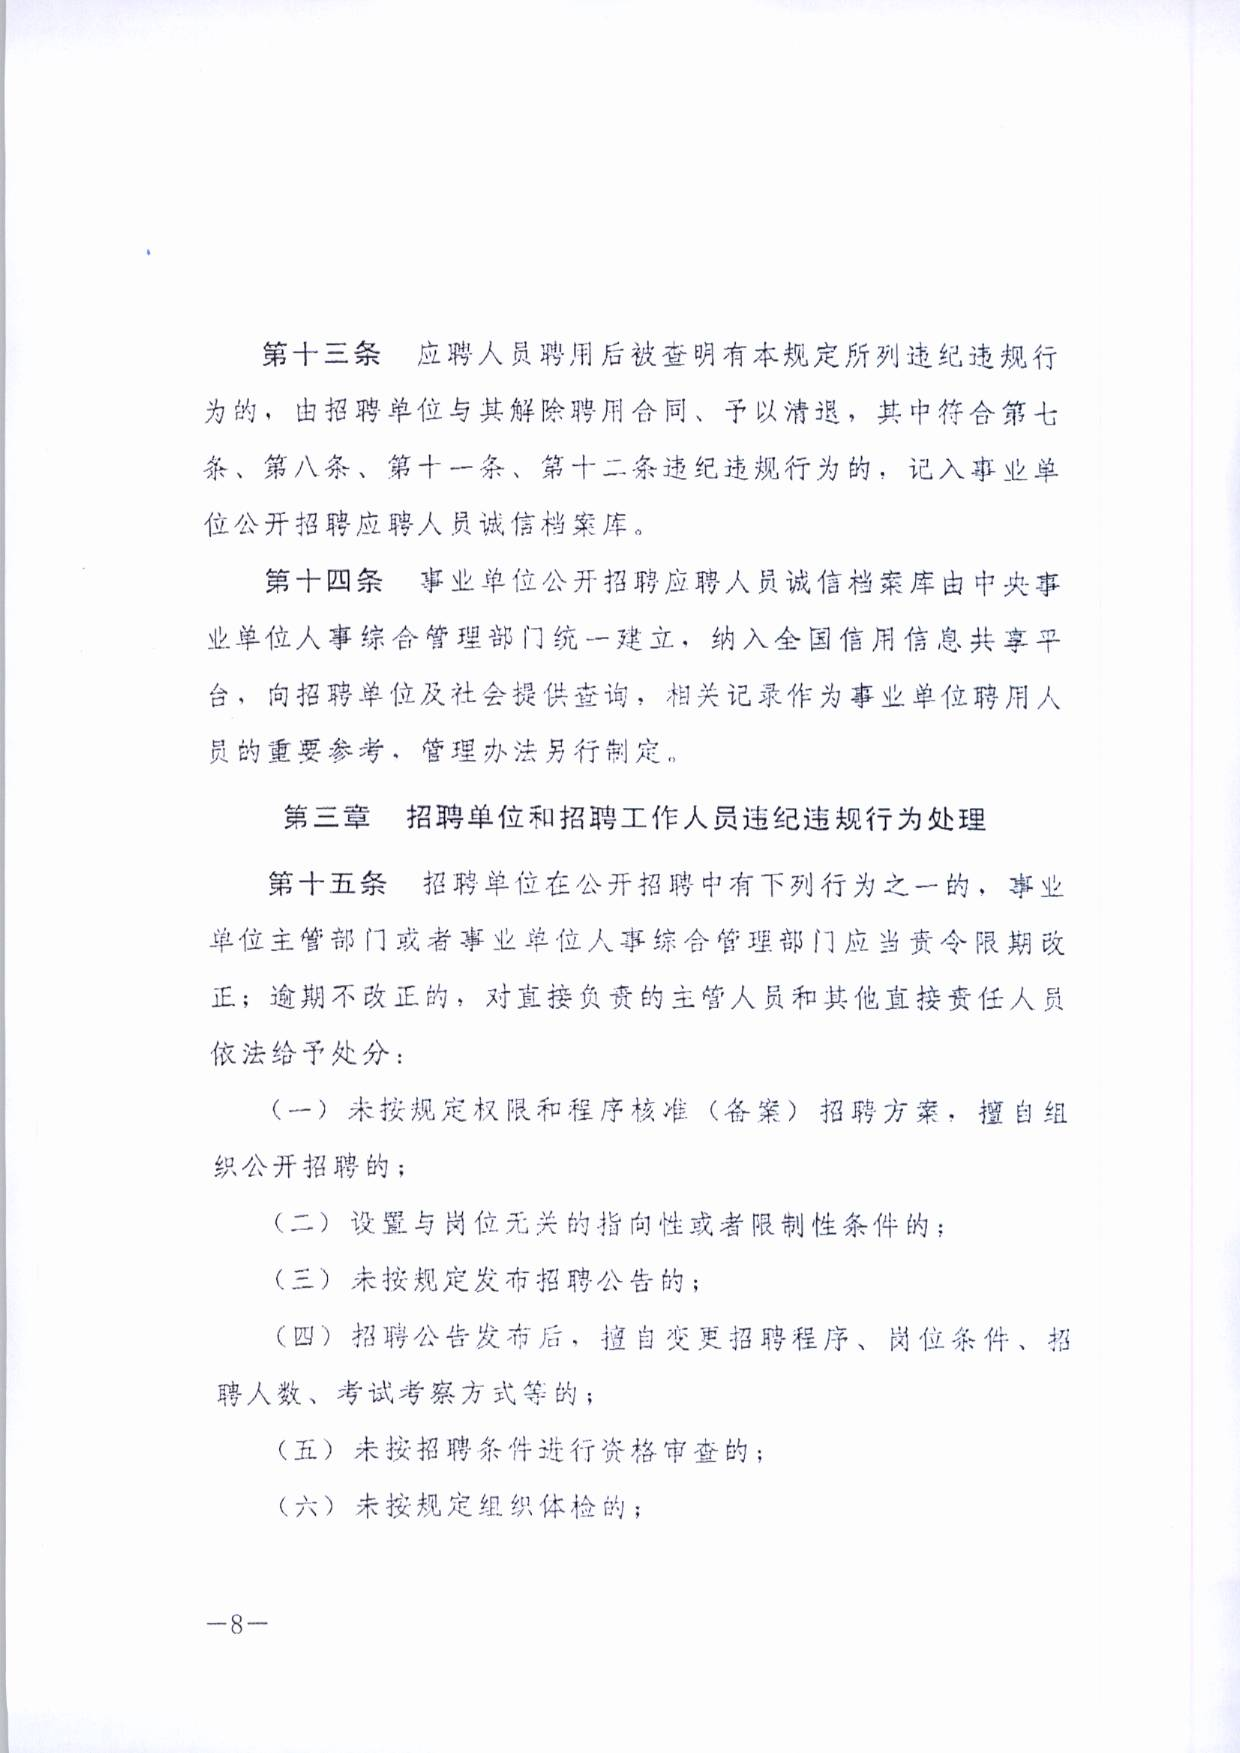 第十三条 应聘人员聘用后被查明有本规定所列违纪违规行
为的，由招聘单位与其解除聘用合同、予以清退，其中符合第七
条、第八条、第十一条、第十二条违纪违规行为的，记入事业单
位公开招聘应聘人员诚信档案库。
第十四条 事业单位公开招聘应聘人员诚信档案库由中央事
业单位人事综合管理部门统一建立，纳入全国信用信息共享平
台，向招聘单位及社会提供查询，相关记录作为事业单位聘用人
员的重要参考，管理办法另行制定。
第三章 招聘单位和招聘工作人员违纪违规行为处理
第十五条 招聘单位在公开招聘中有下列行为之一的，事业
单位主管部门或者事业单位人事综合管理部门应当责令限期改
正；逾期不改正的，对直接负责的主管人员和其他直接责任人员
依法给予处分：
（一）未按规定权限和程序核准（备案）招聘方案，擅自组
织公开招聘的；
（二）设置与岗位无关的指向性或者限制性条件的；
（三）未按规定发布招聘公告的；
（四）招聘公告发布后，擅自变更招聘程序、岗位条件、招
聘人数、考试考察方式等的；
（五）未按招聘条件进行资格审查的；
（六）未按规定组织体检的；
—8—